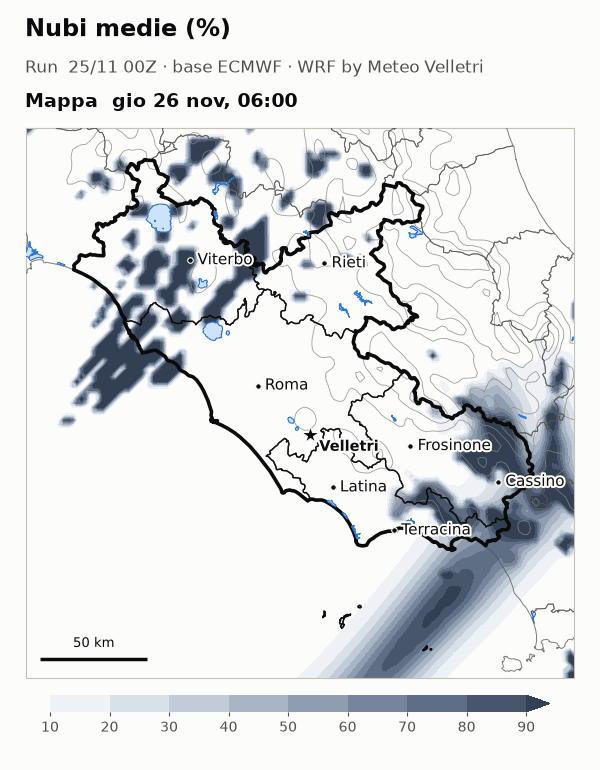 Nubi medie (%)
Run  25/11 00Z · base ECMWF · WRF by Meteo Velletri
Mappa  gio 26 nov, 06:00
Viterbo
Rieti
Roma
Velletri
Frosinone
Latina
Cassino
Terracina
50 km
10 20 30 40 50 60 70 80 90